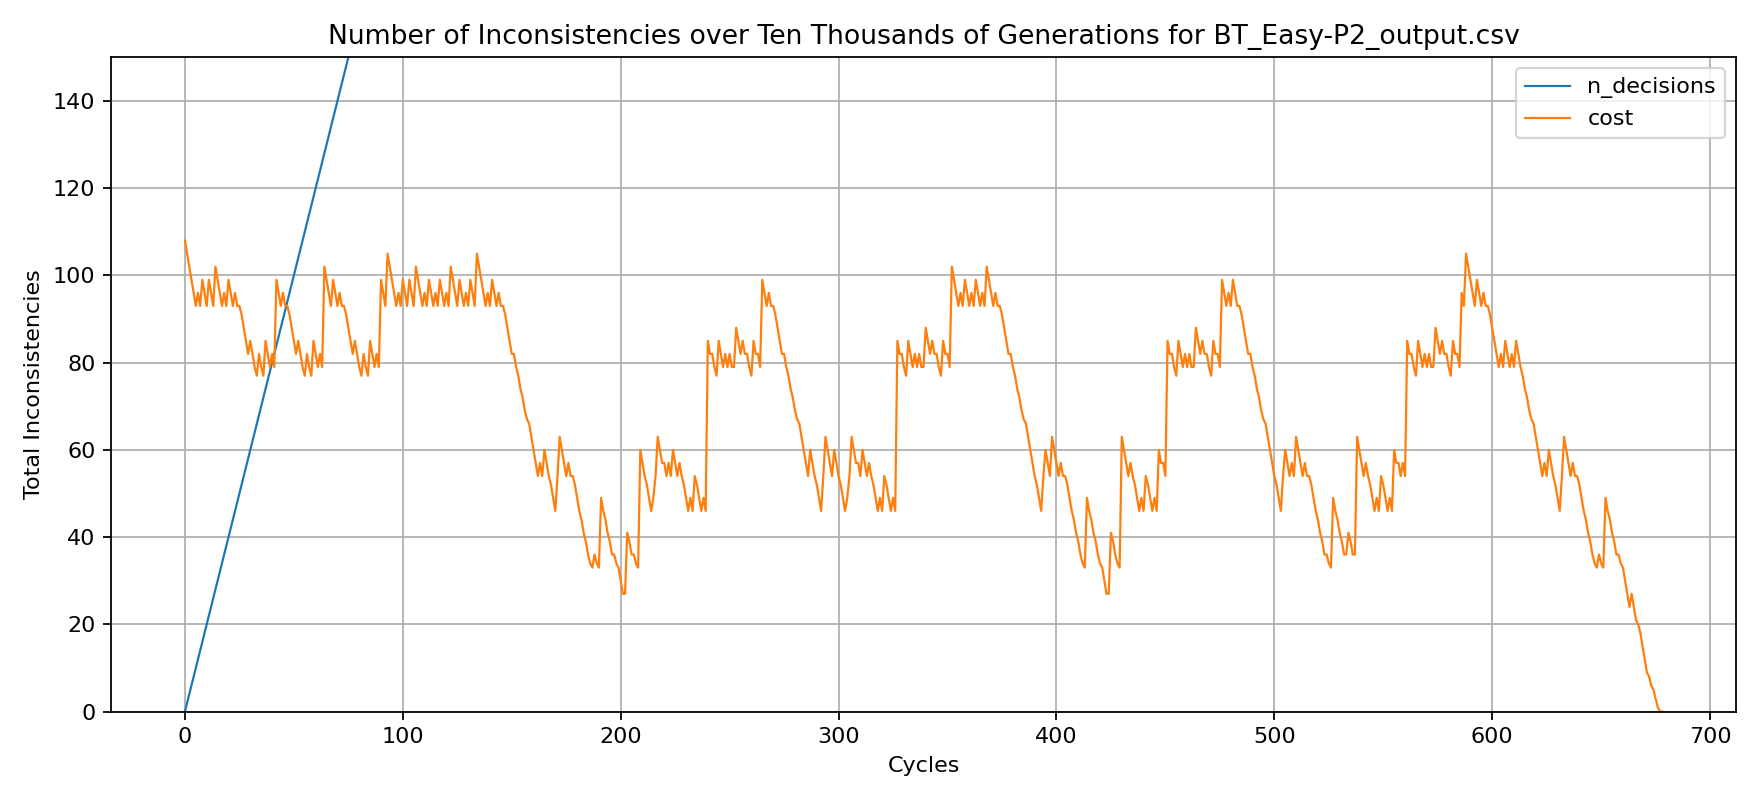 Number of Inconsistencies over Ten Thousands of Generations for BT_Easy-P2_output.csv
n_decisions
cost
Total Inconsistencies
140
120
100
80
60
40
20
0
0 100 200 300 400 500 600 700
Cycles